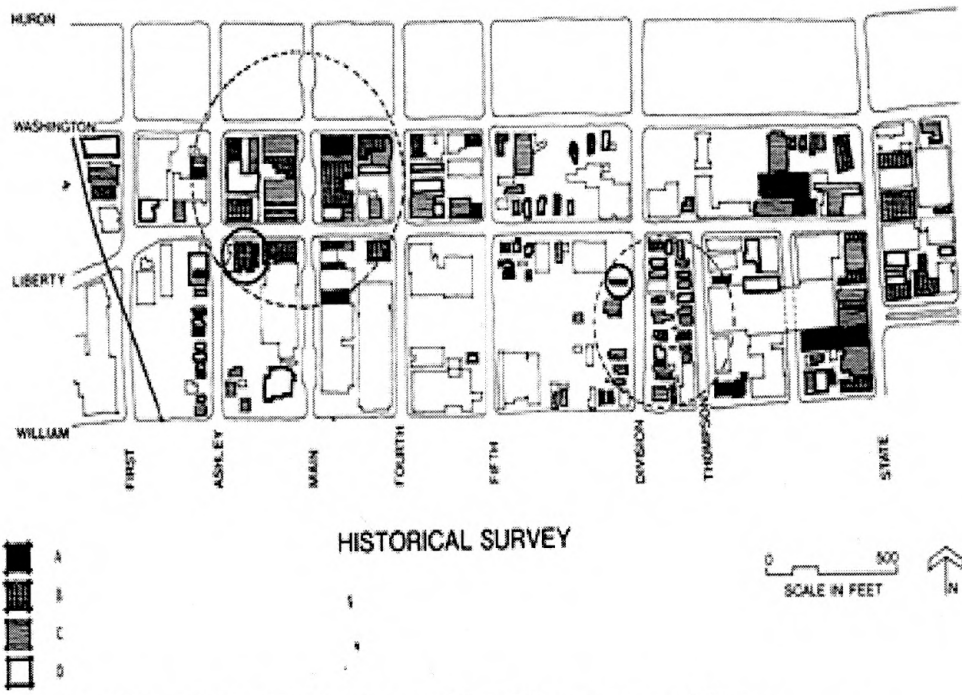 HURON
WASHINGTON
LIBERTY
WILLIAM
FIRST
ASHLEY
MAIN
FOURTH
FIFTH
DIVISION
THOMPSON
STATE
HISTORICAL SURVEY
A
B
C
D
0 500
SCALE IN FEET
N